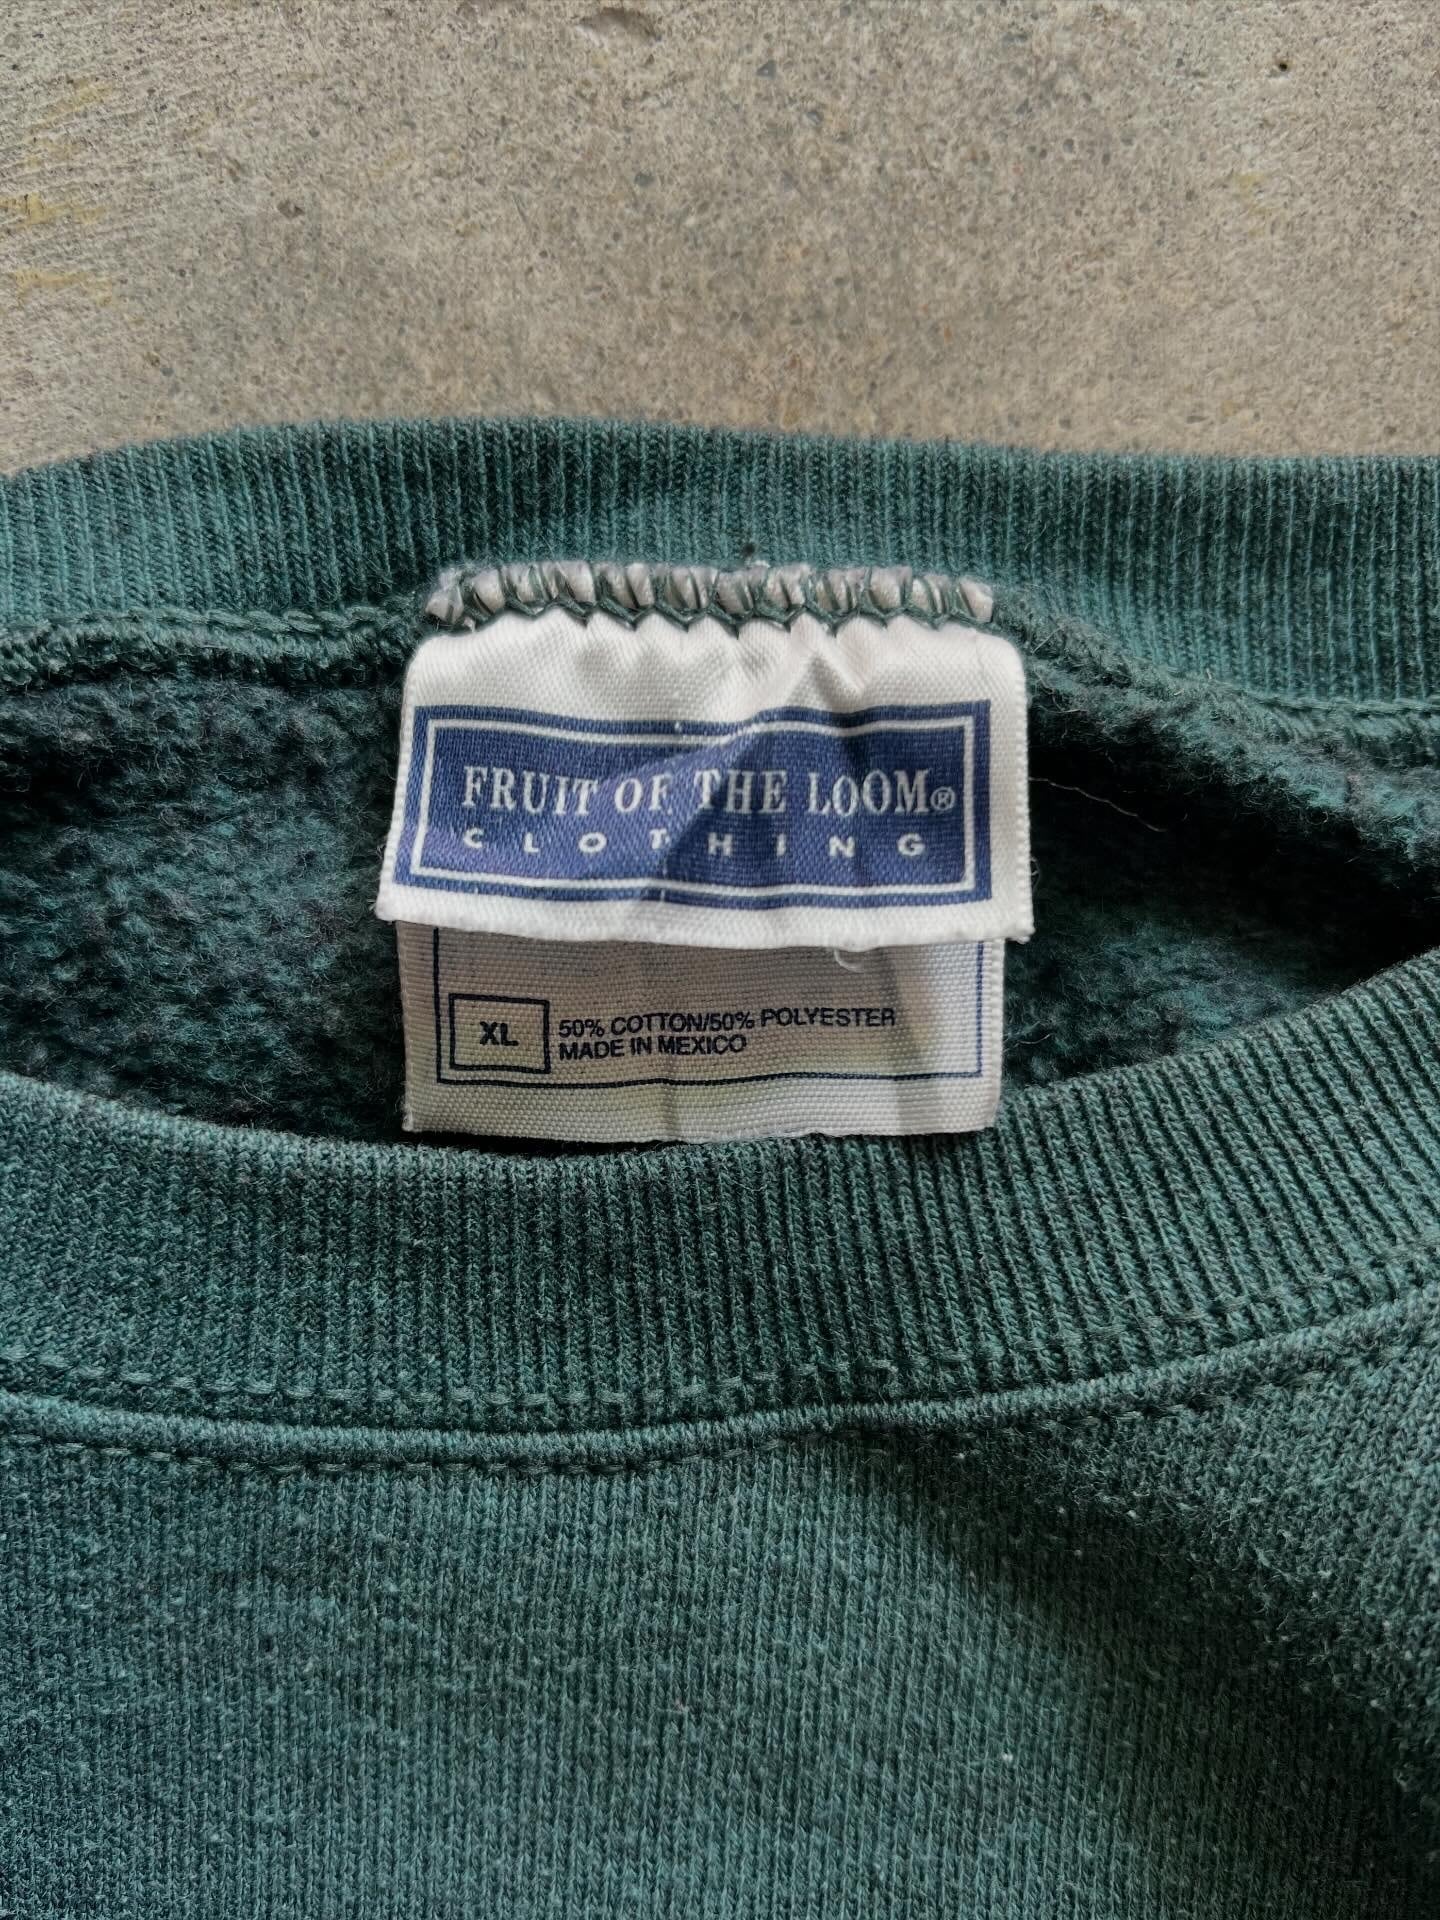 FRUIT OF THE LOOM®
CLOTHING
XL
50% COTTON/50% POLYESTER
MADE IN MEXICO